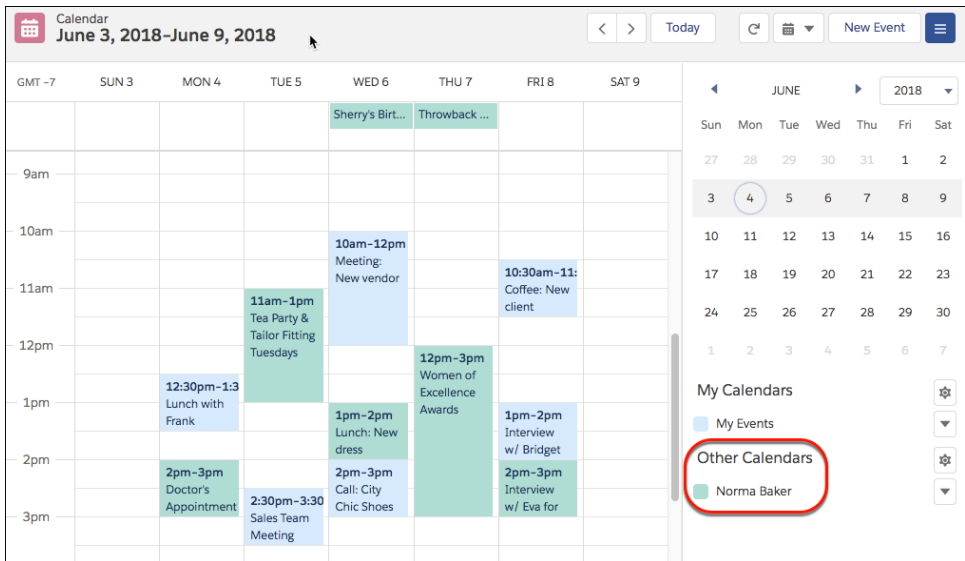 Calendar
June 3, 2018–June 9, 2018
Today
New Event
GMT -7
SUN 3
MON 4
TUE 5
WED 6
THU 7
FRI 8
SAT 9
Sherry's Birt...
Throwback ...
9am
10am
11am
12pm
1pm
2pm
3pm
12:30pm–1:3
Lunch with
Frank
2pm–3pm
Doctor's
Appointment
11am–1pm
Tea Party &
Tailor Fitting
Tuesdays
2:30pm–3:30
Sales Team
Meeting
10am–12pm
Meeting:
New vendor
1pm–2pm
Lunch: New
dress
2pm–3pm
Call: City
Chic Shoes
12pm–3pm
Women of
Excellence
Awards
10:30am–11:
Coffee: New
client
1pm–2pm
Interview
w/ Bridget
2pm–3pm
Interview
w/ Eva for
JUNE
2018
Sun Mon Tue Wed Thu Fri Sat
27 28 29 30 31 1 2
3 4 5 6 7 8 9
10 11 12 13 14 15 16
17 18 19 20 21 22 23
24 25 26 27 28 29 30
1 2 3 4 5 6 7
My Calendars
My Events
Other Calendars
Norma Baker